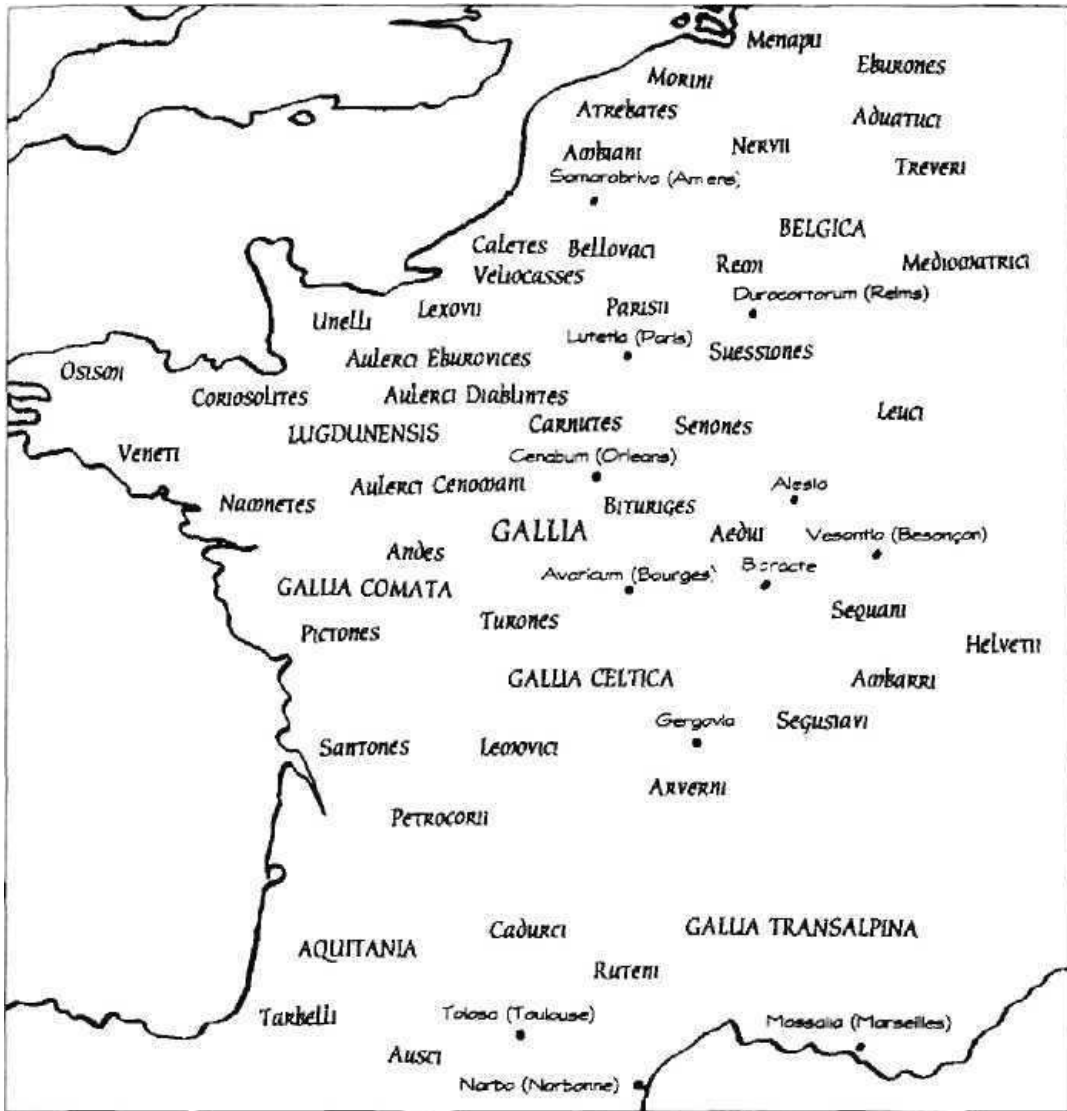 Menapii
Eburones
Morini
Atrebates
Aduatuci
Nervii
Ambiani
Treveri
Samarobriva (Amiens)
BELGICA
Caletes
Bellovaci
Remi
Mediomatrici
Veliocasses
Durocortorum (Reims)
Lexovii
Parisii
Unelli
Lutetia (Paris)
Suessiones
Aulerci Eburovices
Osismi
Coriosolites
Aulerci Diablintes
Leuci
Carnutes
Senones
LUGDUNENSIS
Veneti
Cenabum (Orleans)
Aulerci Cenomani
Alesia
Namnetes
Bituriges
GALLIA
Aedui
Vesontio (Besançon)
Andes
Bibracte
Avaricum (Bourges)
GALLIA COMATA
Sequani
Turones
Pictones
Helvetii
GALLIA CELTICA
Ambarri
Gergovia
Segusiavi
Santones
Lemovici
Arverni
Petrocorii
Cadurci
GALLIA TRANSALPINA
AQUITANIA
Ruteni
Tarbelli
Tolosa (Toulouse)
Massalia (Marseilles)
Ausci
Narbo (Narbonne)